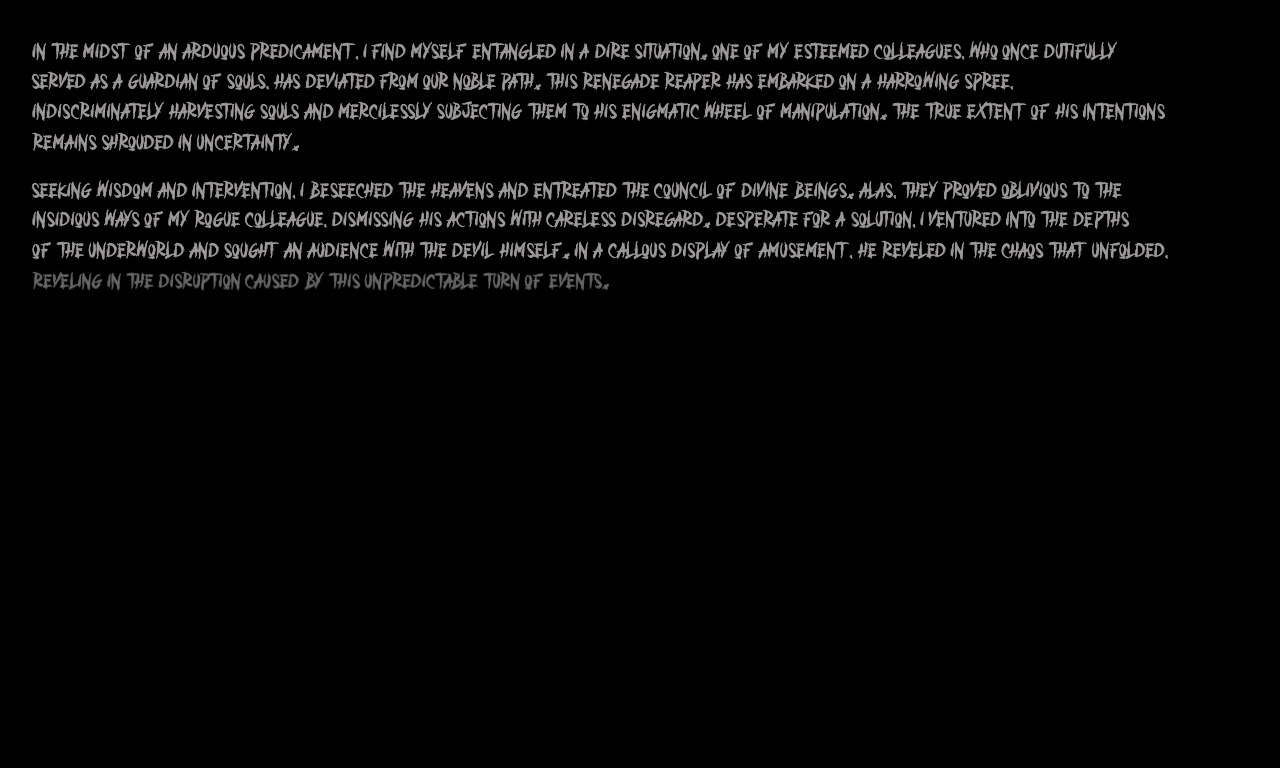 IN THE MIDST OF AN ARDUOUS PREDICAMENT, I FIND MYSELF ENTANGLED IN A DIRE SITUATION. ONE OF MY ESTEEMED COLLEAGUES, WHO ONCE DUTIFULLY
SERVED AS A GUARDIAN OF SOULS, HAS DEVIATED FROM OUR NOBLE PATH. THIS RENEGADE REAPER HAS EMBARKED ON A HARROWING SPREE,
INDISCRIMINATELY HARVESTING SOULS AND MERCILESSLY SUBJECTING THEM TO HIS ENIGMATIC WHEEL OF MANIPULATION. THE TRUE EXTENT OF HIS INTENTIONS
REMAINS SHROUDED IN UNCERTAINTY.
SEEKING WISDOM AND INTERVENTION, I BESEECHED THE HEAVENS AND ENTREATED THE COUNCIL OF DIVINE BEINGS. ALAS, THEY PROVED OBLIVIOUS TO THE
INSIDIOUS WAYS OF MY ROGUE COLLEAGUE, DISMISSING HIS ACTIONS WITH CARELESS DISREGARD. DESPERATE FOR A SOLUTION, I VENTURED INTO THE DEPTHS
OF THE UNDERWORLD AND SOUGHT AN AUDIENCE WITH THE DEVIL HIMSELF. IN A CALLOUS DISPLAY OF AMUSEMENT, HE REVELED IN THE CHAOS THAT UNFOLDED,
REVELING IN THE DISRUPTION CAUSED BY THIS UNPREDICTABLE TURN OF EVENTS.